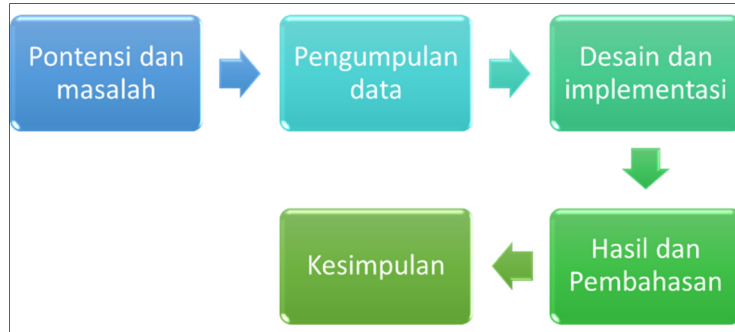 Pontensi dan
masalah
Pengumpulan
data
Desain dan
implementasi
Hasil dan
Pembahasan
Kesimpulan